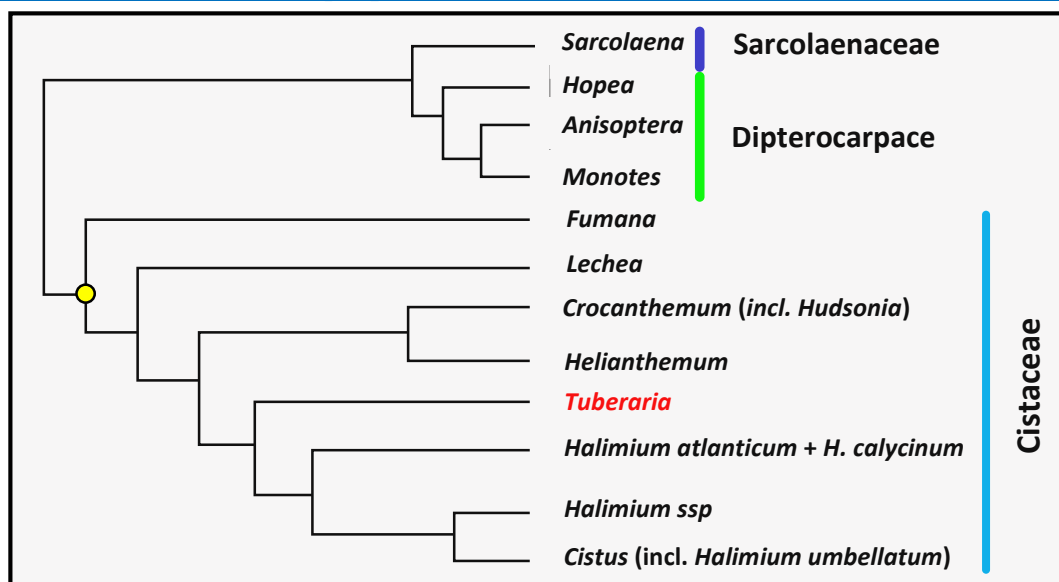 Sarcolaena
Sarcolaenaceae
Hopea
Anisoptera
Dipterocarpace
Monotes
Fumana
Lechea
Crocanthemum (incl. Hudsonia)
Helianthemum
Tuberaria
Halimium atlanticum + H. calycinum
Halimium ssp
Cistus (incl. Halimium umbellatum)
Cistaceae